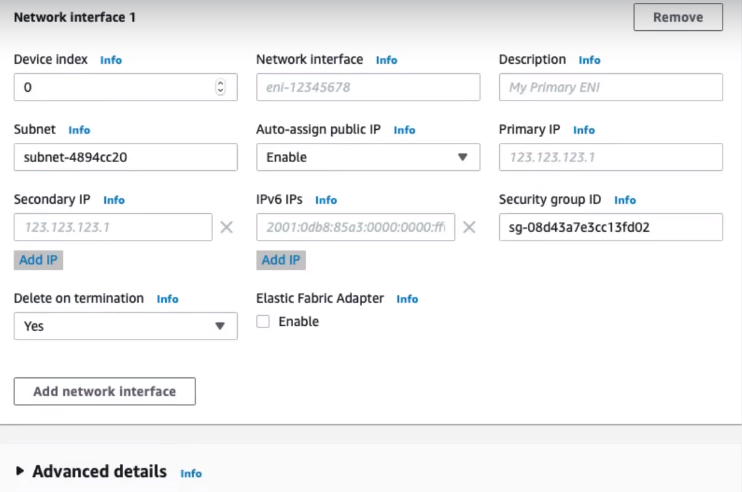 Network interface 1 Remove
Device index Info Network interface Info Description Info
0 eni-12345678 My Primary ENI
Subnet Info Auto-assign public IP Info Primary IP Info
subnet-4894cc20 Enable 123.123.123.1
Secondary IP Info IPv6 IPs Info Security group ID Info
123.123.123.1 2001:0db8:85a3:0000:0000:ff sg-08d43a7e3cc13fd02
Add IP Add IP
Delete on termination Info Elastic Fabric Adapter Info
Yes Enable
Add network interface
Advanced details Info